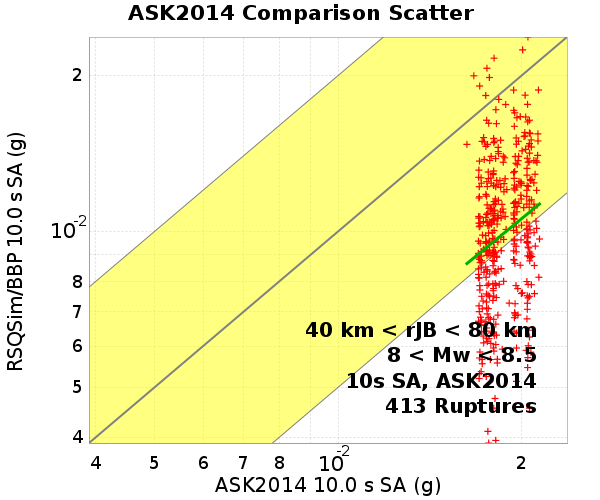 ASK2014 Comparison Scatter
RSQSim/BBP 10.0 s SA (g)
2
10-2
8
7
6
5
4
40 km < rJB < 80 km
8 < Mw < 8.5
10s SA, ASK2014
413 Ruptures
4 5 6 7 8 10-2 2
ASK2014 10.0 s SA (g)